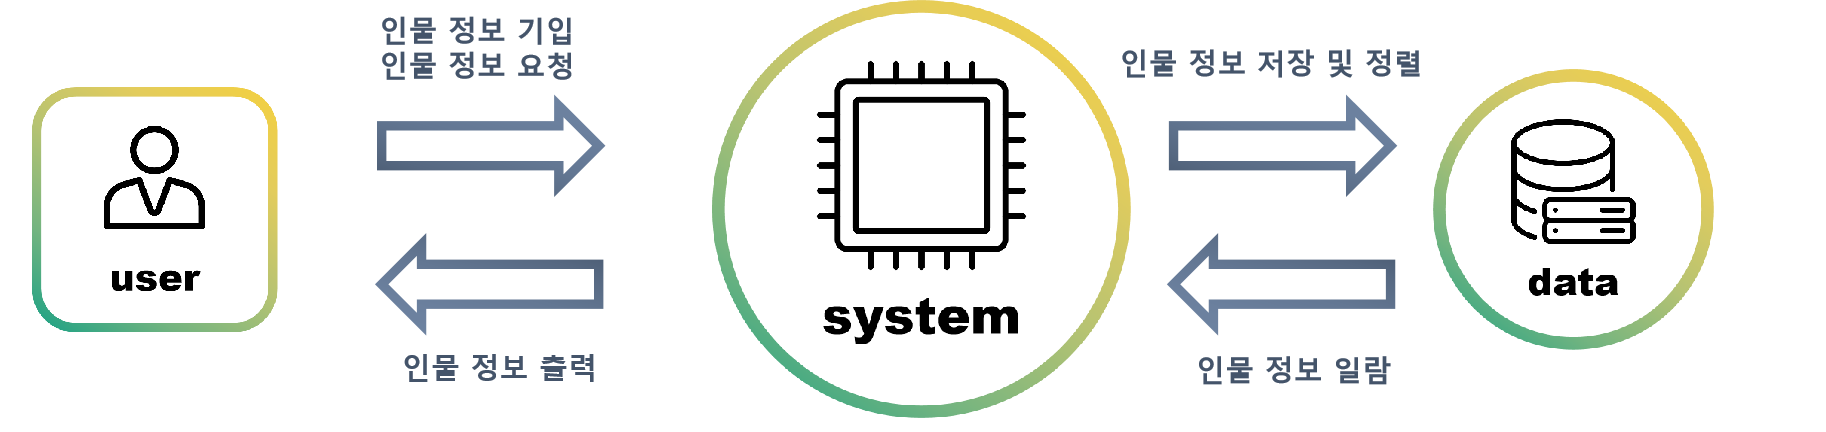 인물 정보 기입
인물 정보 요청
인물 정보 저장 및 정렬
user
system
data
인물 정보 출력
인물 정보 일람